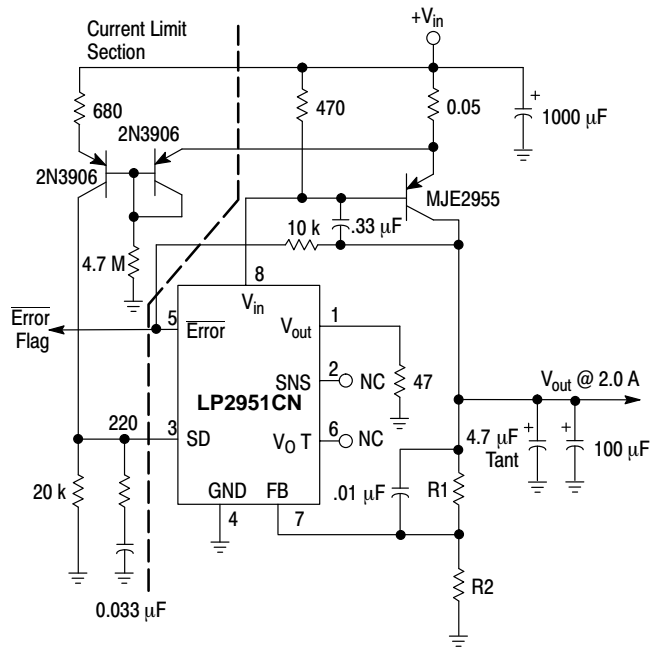 Current Limit
Section
+Vin
680
470
0.05
+
1000 µF
2N3906
2N3906
MJE2955
10 k
.33 µF
4.7 M
8
Vin
Error
Flag
5
Error
Vout
1
SNS
2
NC
47
LP2951CN
Vout @ 2.0 A
220
3
SD
VO T
6
NC
4.7 µF
Tant
+
+
100 µF
20 k
GND
FB
.01 µF
R1
4
7
R2
0.033 µF